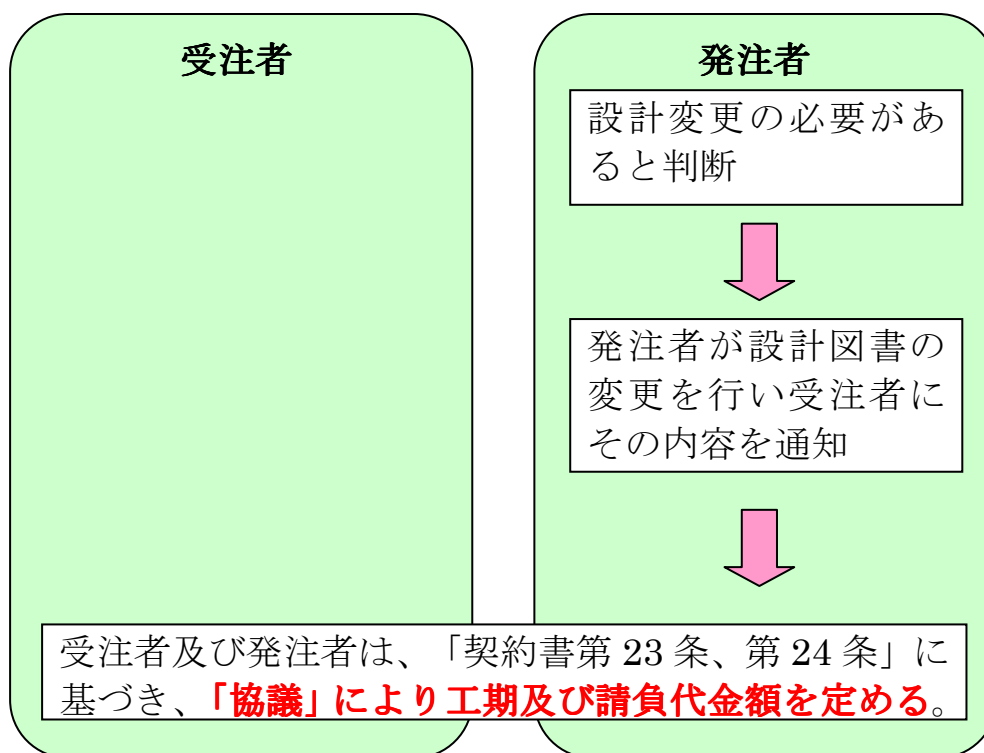 受注者
発注者
設計変更の必要があ
ると判断
発注者が設計図書の
変更を行い受注者に
その内容を通知
受注者及び発注者は、「契約書第 23 条、第 24 条」に
基づき、「協議」により工期及び請負代金額を定める。